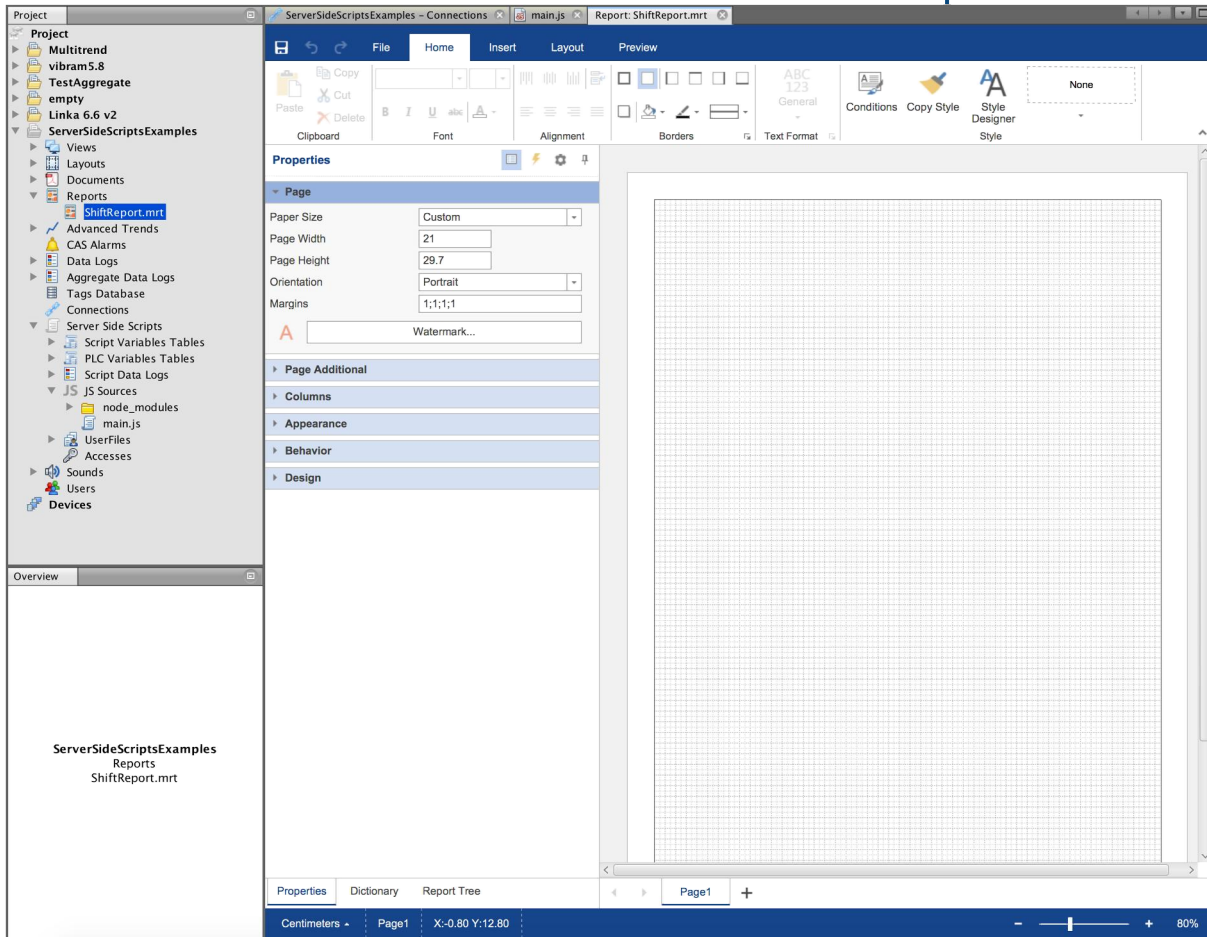 Project
Project
Multitrend
vibram5.8
TestAggregate
empty
Linka 6.6 v2
ServerSideScriptsExamples
Views
Layouts
Documents
Reports
ShiftReport.mrt
Advanced Trends
CAS Alarms
Data Logs
Aggregate Data Logs
Tags Database
Connections
Server Side Scripts
Script Variables Tables
PLC Variables Tables
Script Data Logs
JS JS Sources
node_modules
main.js
UserFiles
Accesses
Sounds
Users
Devices
Overview
ServerSideScriptsExamples
Reports
ShiftReport.mrt
ServerSideScriptsExamples – Connections main.js Report: ShiftReport.mrt
File Home Insert Layout Preview
Paste Copy
Cut
Delete
Clipboard
B I U abc A
Font
Alignment
Borders
ABC
123
General
Text Format
Conditions Copy Style Style
Designer
None
Style
Properties
Page
Paper Size Custom
Page Width 21
Page Height 29.7
Orientation Portrait
Margins 1;1;1;1
A Watermark...
Page Additional
Columns
Appearance
Behavior
Design
Properties Dictionary Report Tree Page1 +
Centimeters Page1 X:-0.80 Y:12.80 - + 80%